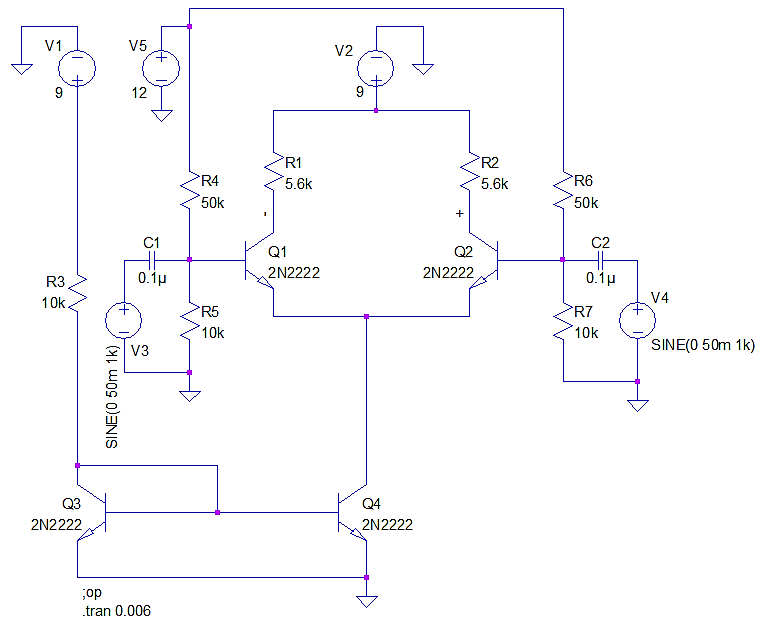 V1
9
V5
12
V2
9
R1
5.6k
R2
5.6k
R4
50k
R6
50k
-
+
C1
0.1µ
Q1
2N2222
Q2
2N2222
C2
0.1µ
R3
10k
R5
10k
R7
10k
V3
SINE(0 50m 1k)
V4
SINE(0 50m 1k)
Q3
2N2222
Q4
2N2222
;op
.tran 0.006